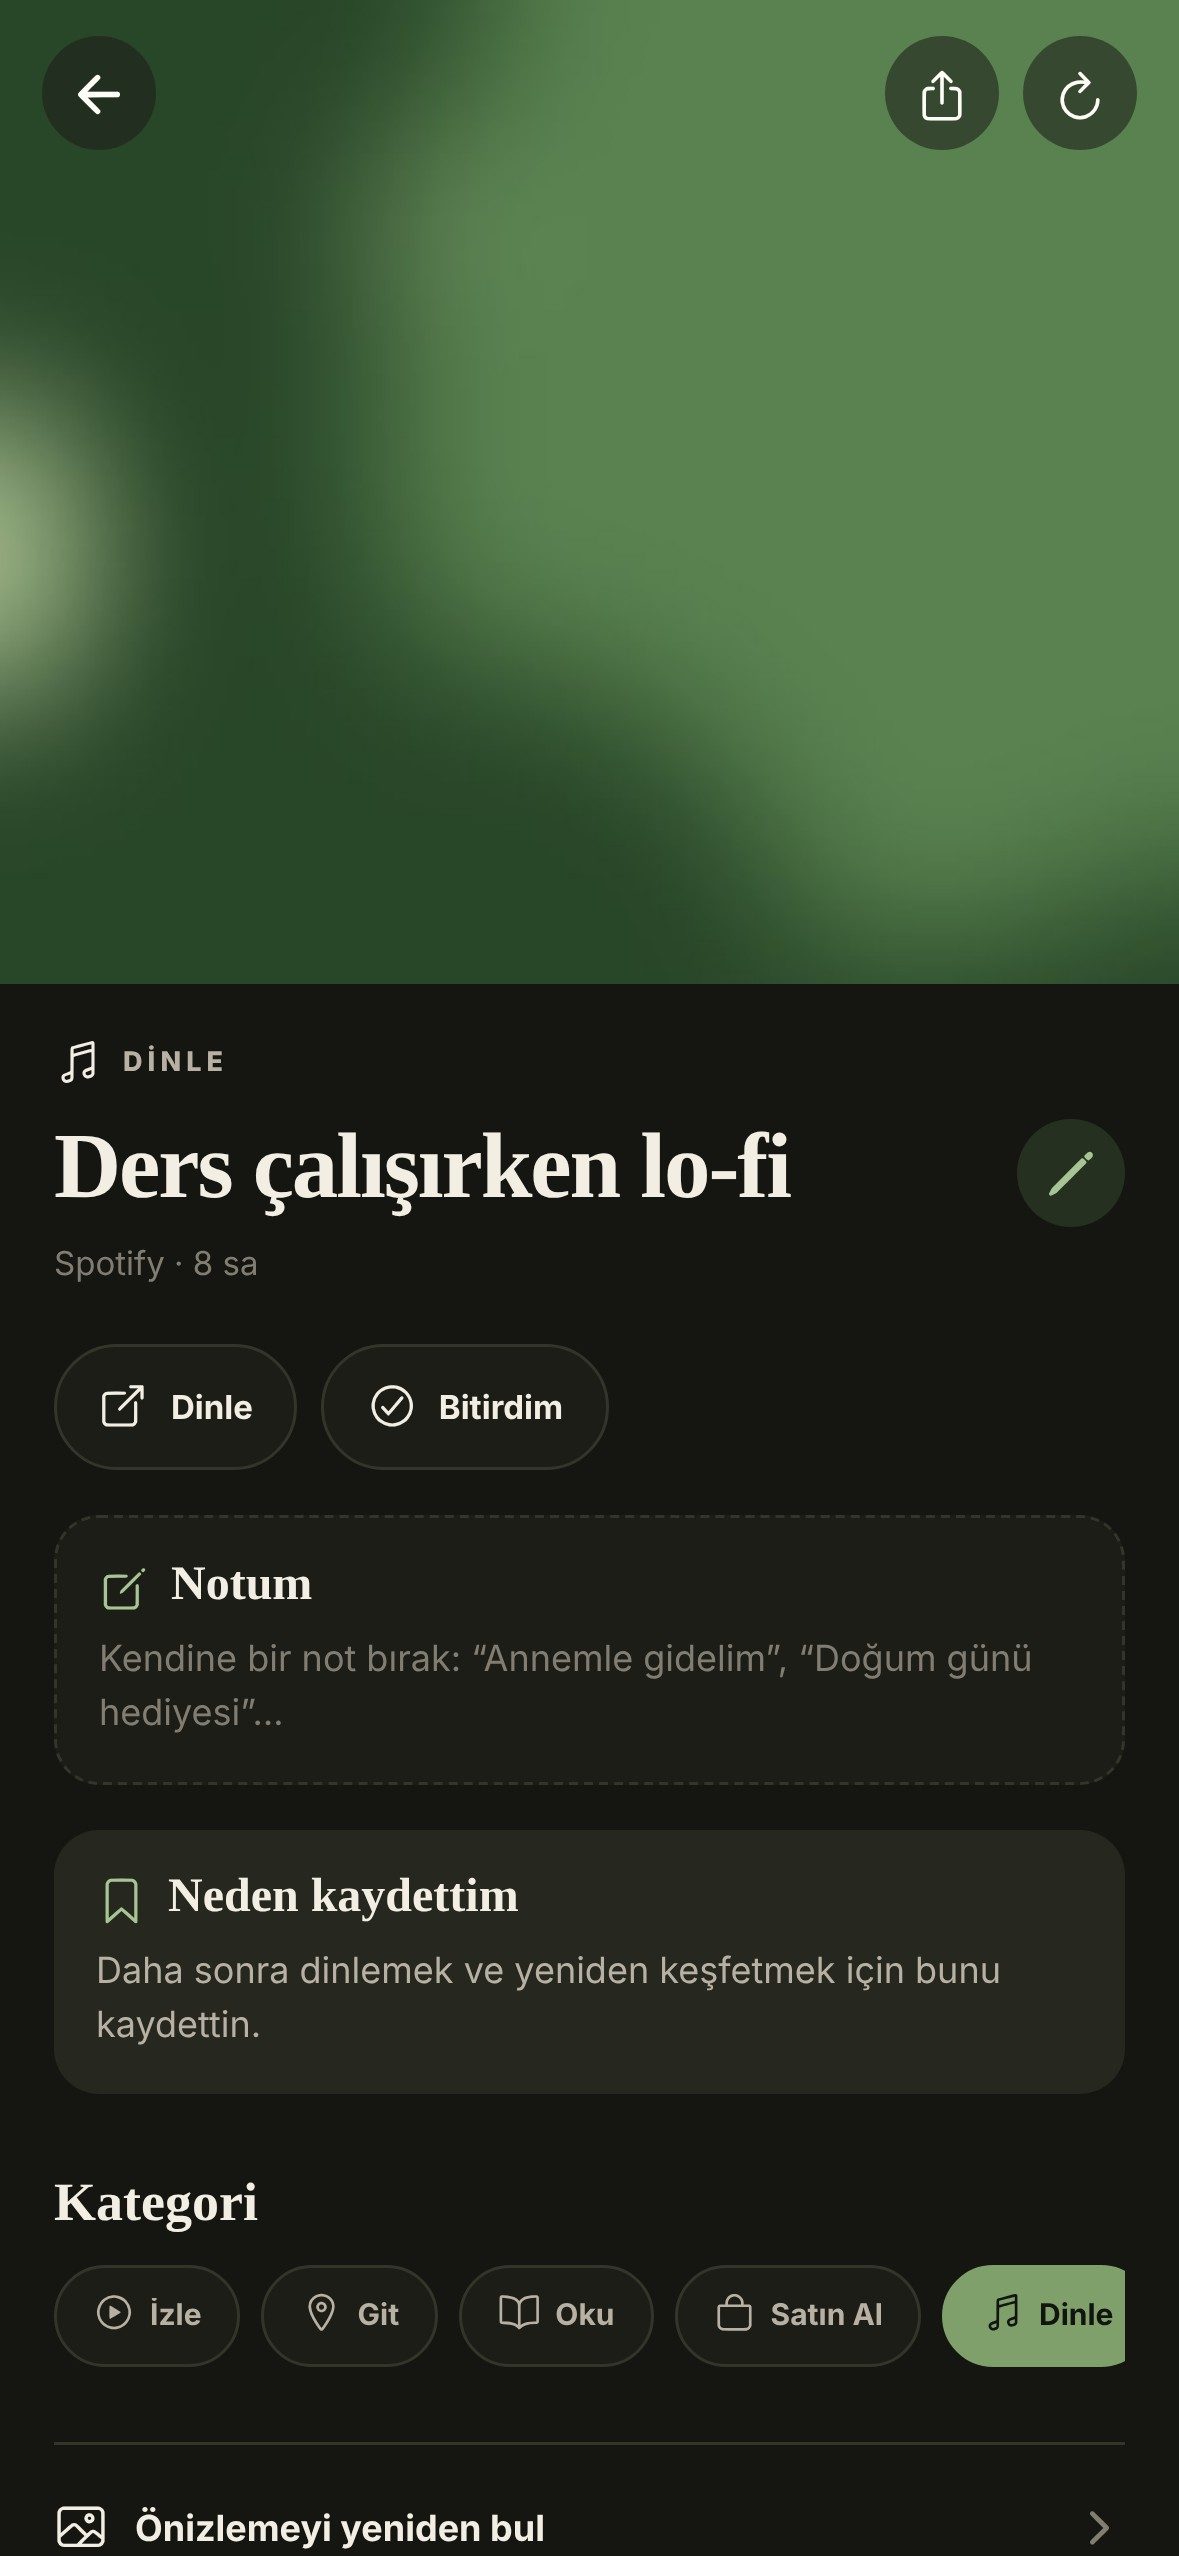 DİNLE
Ders çalışırken lo-fi
Spotify · 8 sa
Dinle
Bitirdim
Notum
Kendine bir not bırak: “Annemle gidelim”, “Doğum günü
hediyesi”...
Neden kaydettim
Daha sonra dinlemek ve yeniden keşfetmek için bunu
kaydettin.
Kategori
İzle
Git
Oku
Satın Al
Dinle
Önizlemeyi yeniden bul